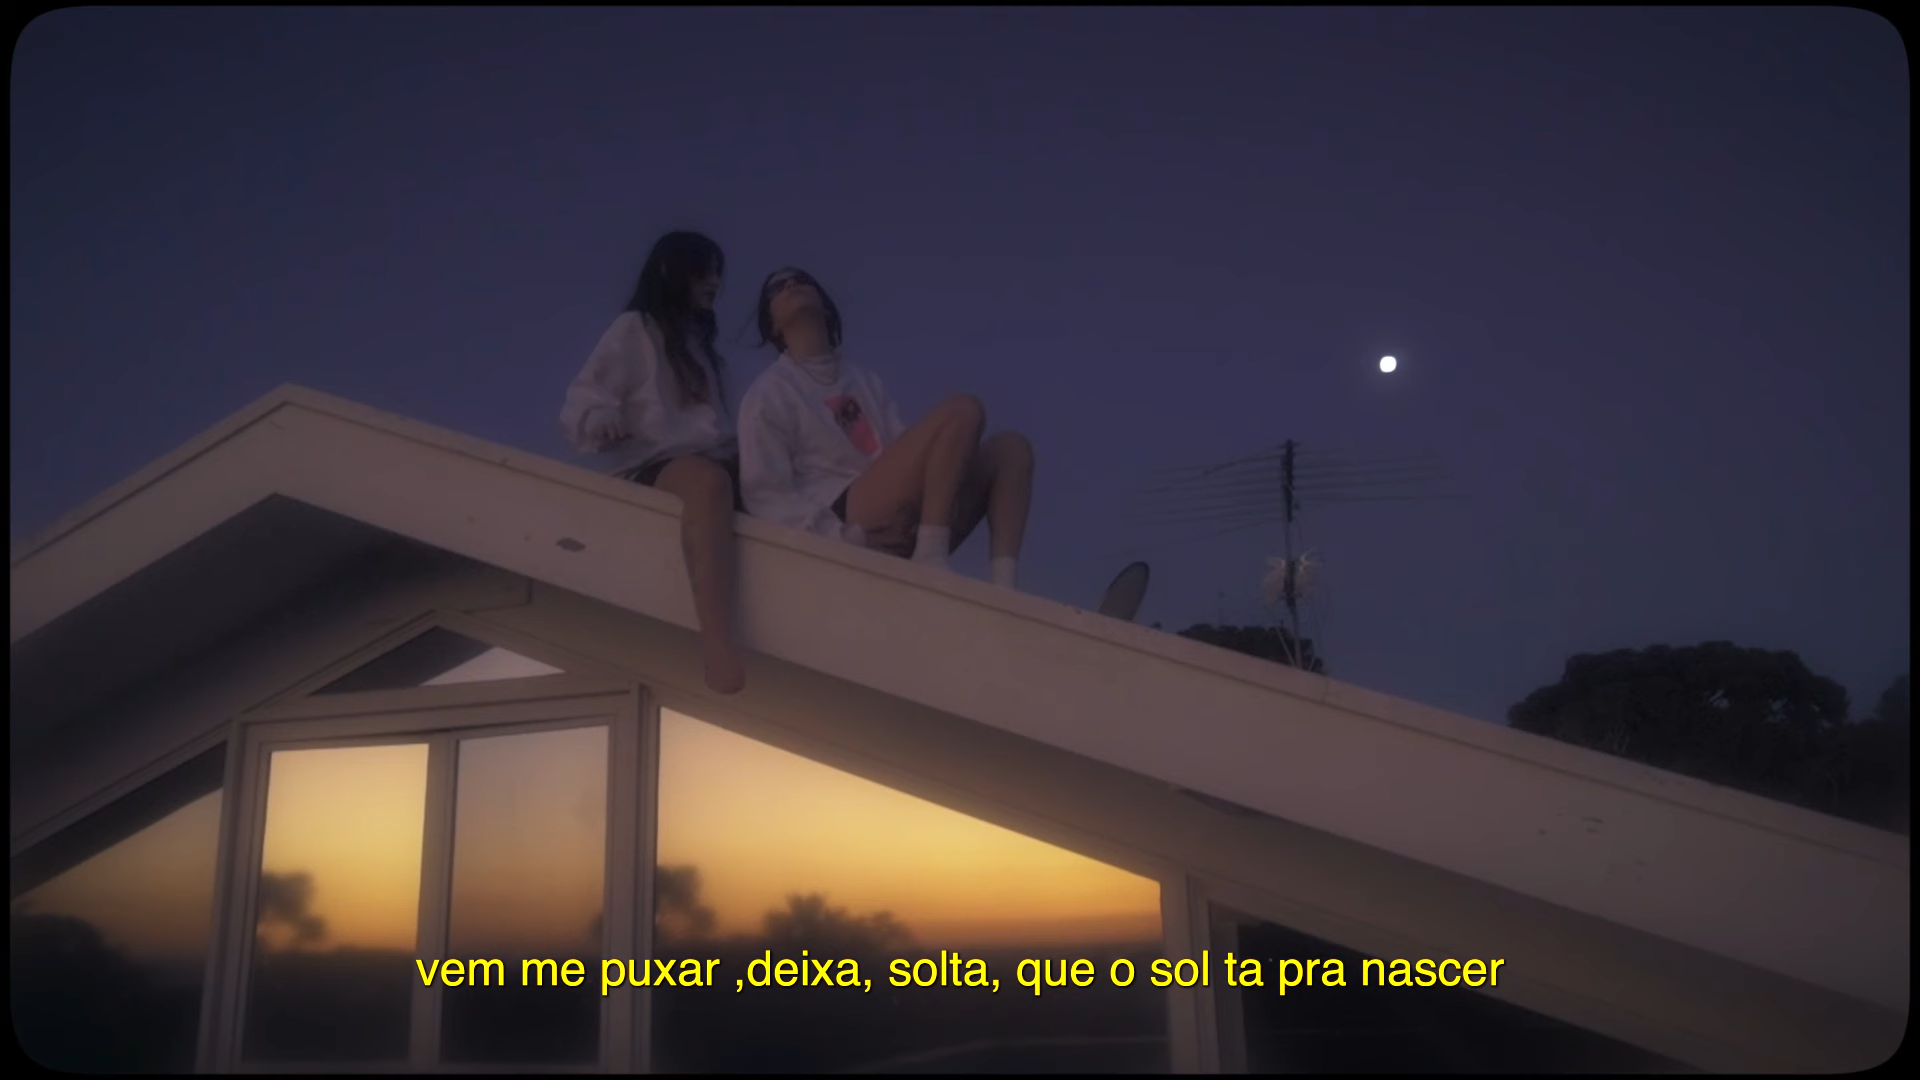 vem me puxar ,deixa, solta, que o sol ta pra nascer